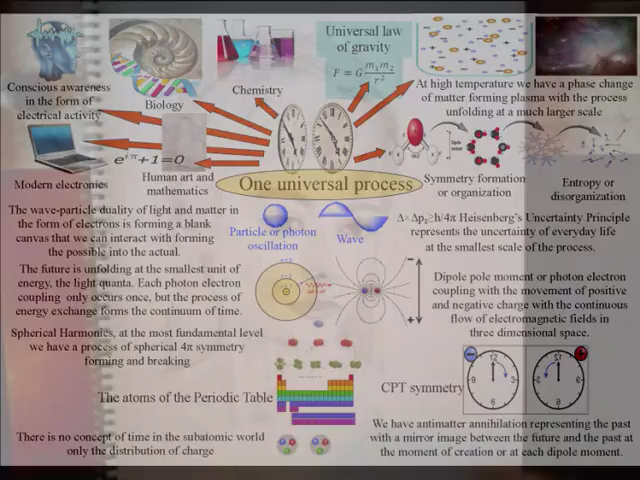 Universal law
of gravity
F = G m₁m₂ / r²
Conscious awareness
in the form of
electrical activity
Biology
Chemistry
At high temperature we have a phase change
of matter forming plasma with the process
unfolding at a much larger scale
e^iπ+1=0
Modern electronics
Human art and
mathematics
One universal process
Symmetry formation
or organization
Entropy or
disorganization
The wave-particle duality of light and matter in
the form of electrons is forming a blank
canvas that we can interact with forming
the possible into the actual.
Particle or photon
oscillation
Wave
Δ×Δpₓ≥h/4π Heisenberg's Uncertainty Principle
represents the uncertainty of everyday life
at the smallest scale of the process.
The future is unfolding at the smallest unit of
energy, the light quanta. Each photon electron
coupling only occurs once, but the process of
energy exchange forms the continuum of time.
Dipole pole moment or photon electron
coupling with the movement of positive
and negative charge with the continuous
flow of electromagnetic fields in
three dimensional space.
Spherical Harmonics, at the most fundamental level
we have a process of spherical 4π symmetry
forming and breaking
The atoms of the Periodic Table
CPT symmetry
12
3
6
9
12
3
6
9
There is no concept of time in the subatomic world
only the distribution of charge
We have antimatter annihilation representing the past
with a mirror image between the future and the past at
the moment of creation or at each dipole moment.